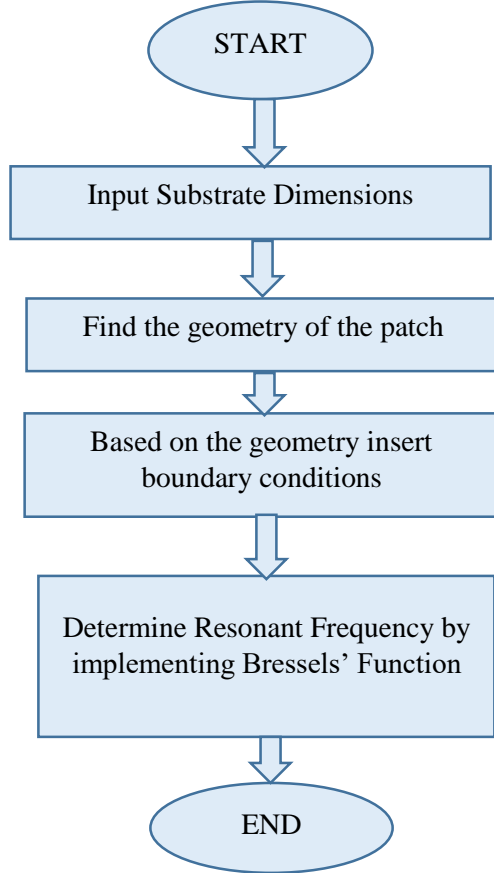 START
Input Substrate Dimensions
Find the geometry of the patch
Based on the geometry insert
boundary conditions
Determine Resonant Frequency by
implementing Bressels’ Function
END